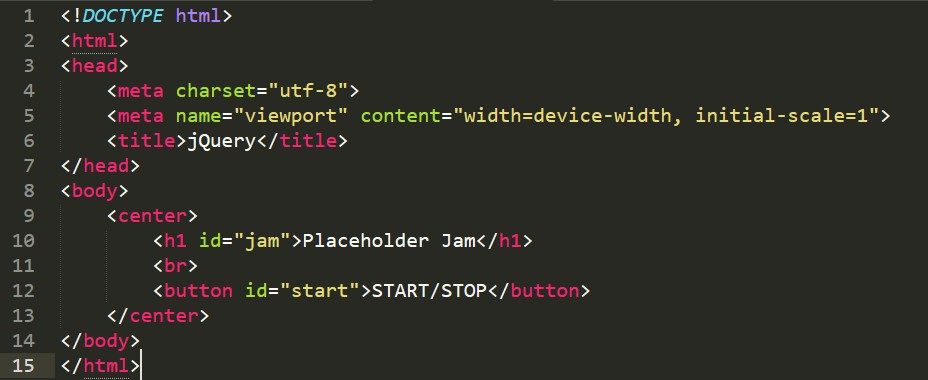 1 <!DOCTYPE html>
2 <html>
3 <head>
4     <meta charset="utf-8">
5     <meta name="viewport" content="width=device-width, initial-scale=1">
6     <title>jQuery</title>
7 </head>
8 <body>
9     <center>
10         <h1 id="jam">Placeholder Jam</h1>
11         <br>
12         <button id="start">START/STOP</button>
13     </center>
14 </body>
15 </html>